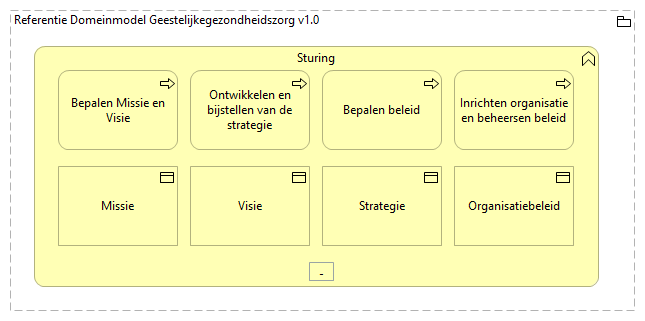 Referentie Domeinmodel Geestelijkegezondheidszorg v1.0
Sturing
Bepalen Missie en
Visie
Ontwikkelen en
bijstellen van de
strategie
Bepalen beleid
Inrichten organisatie
en beheersen beleid
Missie
Visie
Strategie
Organisatiebeleid
-